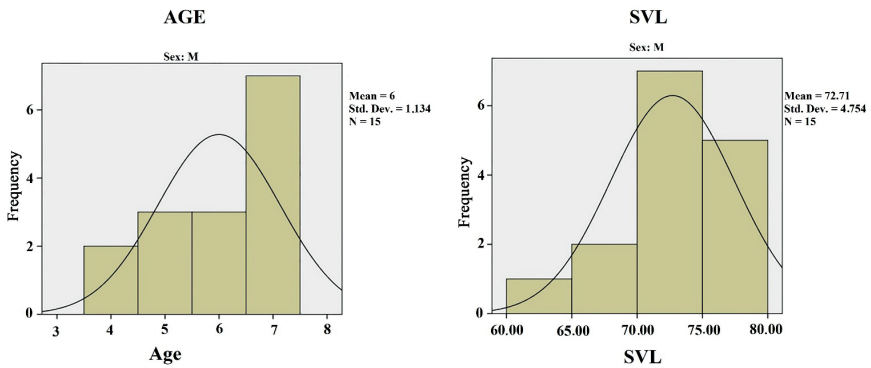 AGE
Sex: M
Mean = 6
Std. Dev. = 1,134
N = 15
Frequency
6
4
2
0
3 4 5 6 7 8
Age
SVL
Sex: M
Mean = 72.71
Std. Dev. = 4.754
N = 15
Frequency
6
4
2
0
60.00 65.00 70.00 75.00 80.00
SVL